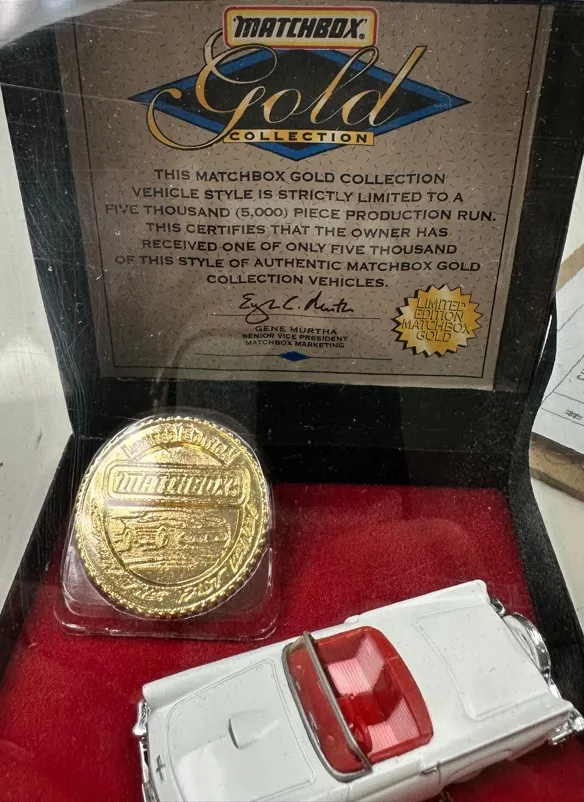 MATCHBOX®
Gold
COLLECTION
THIS MATCHBOX GOLD COLLECTION
VEHICLE STYLE IS STRICTLY LIMITED TO A
FIVE THOUSAND (5,000) PIECE PRODUCTION RUN.
THIS CERTIFIES THAT THE OWNER HAS
RECEIVED ONE OF ONLY FIVE THOUSAND
OF THIS STYLE OF AUTHENTIC MATCHBOX GOLD
COLLECTION VEHICLES.
GENE MURTHA
SENIOR VICE PRESIDENT
MATCHBOX MARKETING
LIMITED
EDITION
MATCHBOX
GOLD
MATCHBOX